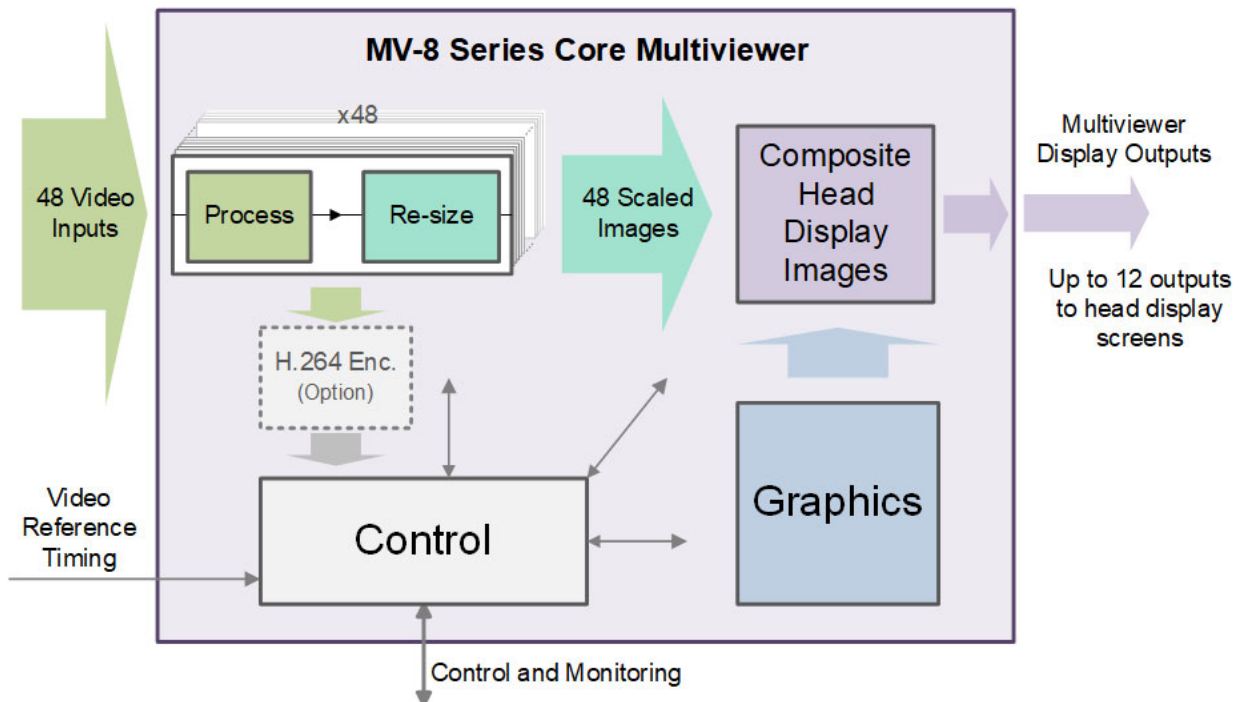 MV-8 Series Core Multiviewer
x48
48 Video
Inputs
Process
Re-size
48 Scaled
Images
Composite
Head
Display
Images
Multiviewer
Display Outputs
Up to 12 outputs
to head display
screens
H.264 Enc.
(Option)
Video
Reference
Timing
Control
Graphics
Control and Monitoring